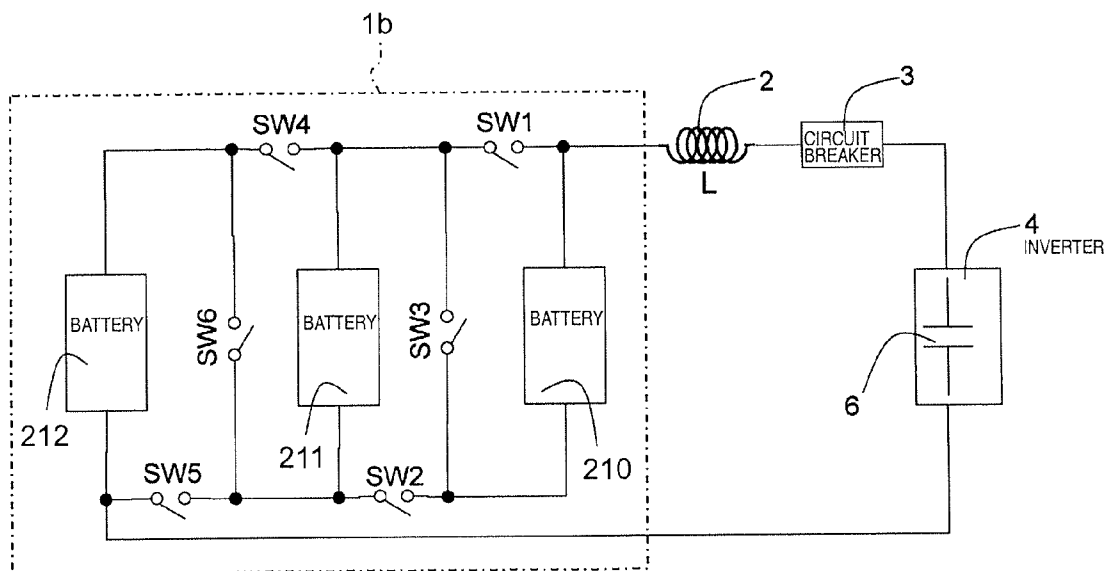 1b
2
3
SW4
SW1
CIRCUIT
BREAKER
L
4
INVERTER
BATTERY
SW6
BATTERY
SW3
BATTERY
6
212
211
210
SW5
SW2